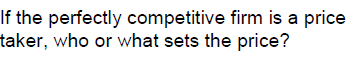 If the perfectly competitive firm is a price
taker, who or what sets the price?